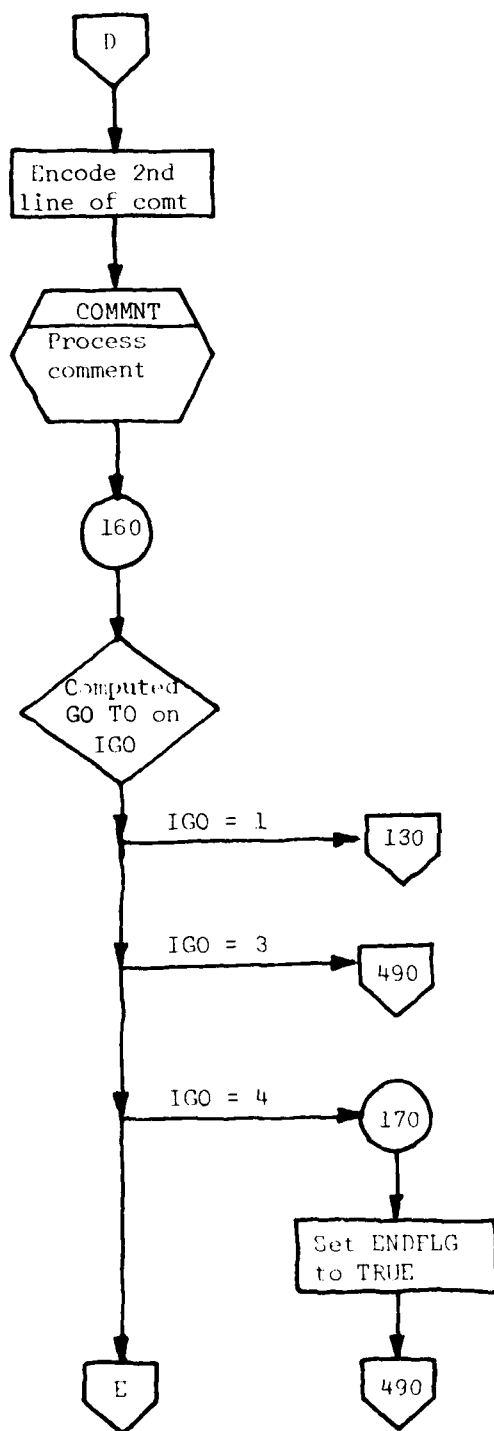 D
Encode 2nd
line of comt
COMMNT
Process
comment
160
Computed
GO TO on
IGO
IGO = 1
130
IGO = 3
490
IGO = 4
170
Set ENDFLG
to TRUE
E
490